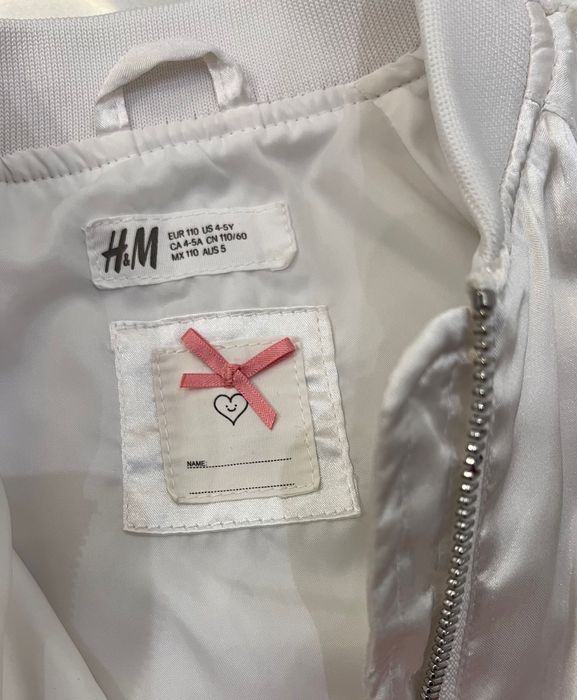 H&M
EUR 110 US 4-5Y
CA 4-5A CN 110/60
MX 110 AUS 5
NAME: